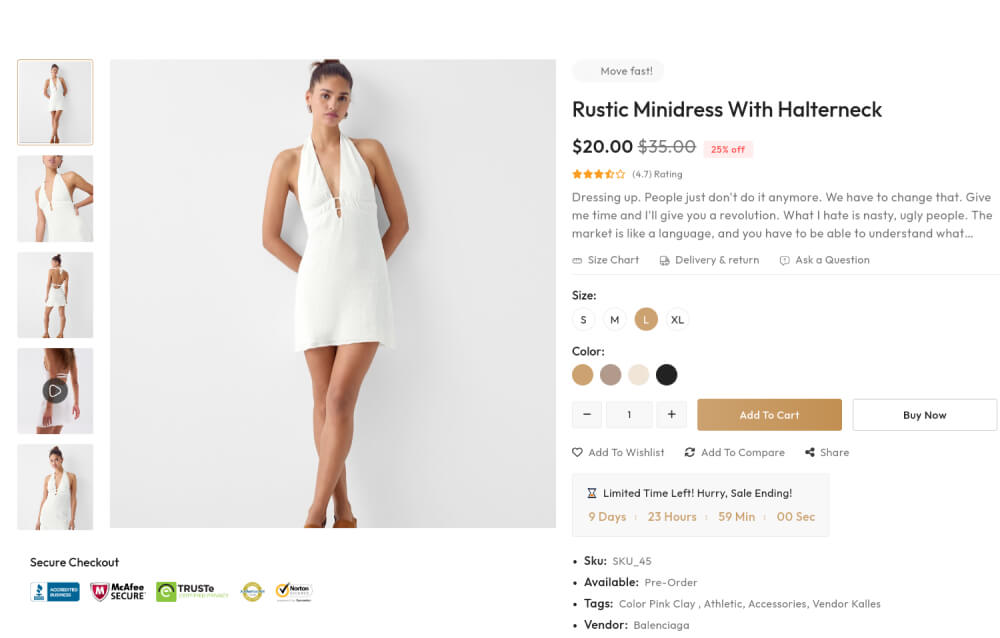 Move fast!
Rustic Minidress With Halterneck
$20.00 $35.00 25% off
(4.7) Rating
Dressing up. People just don't do it anymore. We have to change that. Give
me time and I'll give you a revolution. What I hate is nasty, ugly people. The
market is like a language, and you have to be able to understand what...
Size Chart Delivery & return Ask a Question
Size:
S M L XL
Color:
− 1 + Add To Cart Buy Now
Add To Wishlist Add To Compare Share
Limited Time Left! Hurry, Sale Ending!
9 Days : 23 Hours : 59 Min : 00 Sec
Secure Checkout
BBB ACCREDITED BUSINESS
McAfee SECURE
TRUSTe
CERTIFIED PRIVACY
Norton
SECURED
• Sku: SKU_45
• Available: Pre-Order
• Tags: Color Pink Clay , Athletic, Accessories, Vendor Kalles
• Vendor: Balenciaga